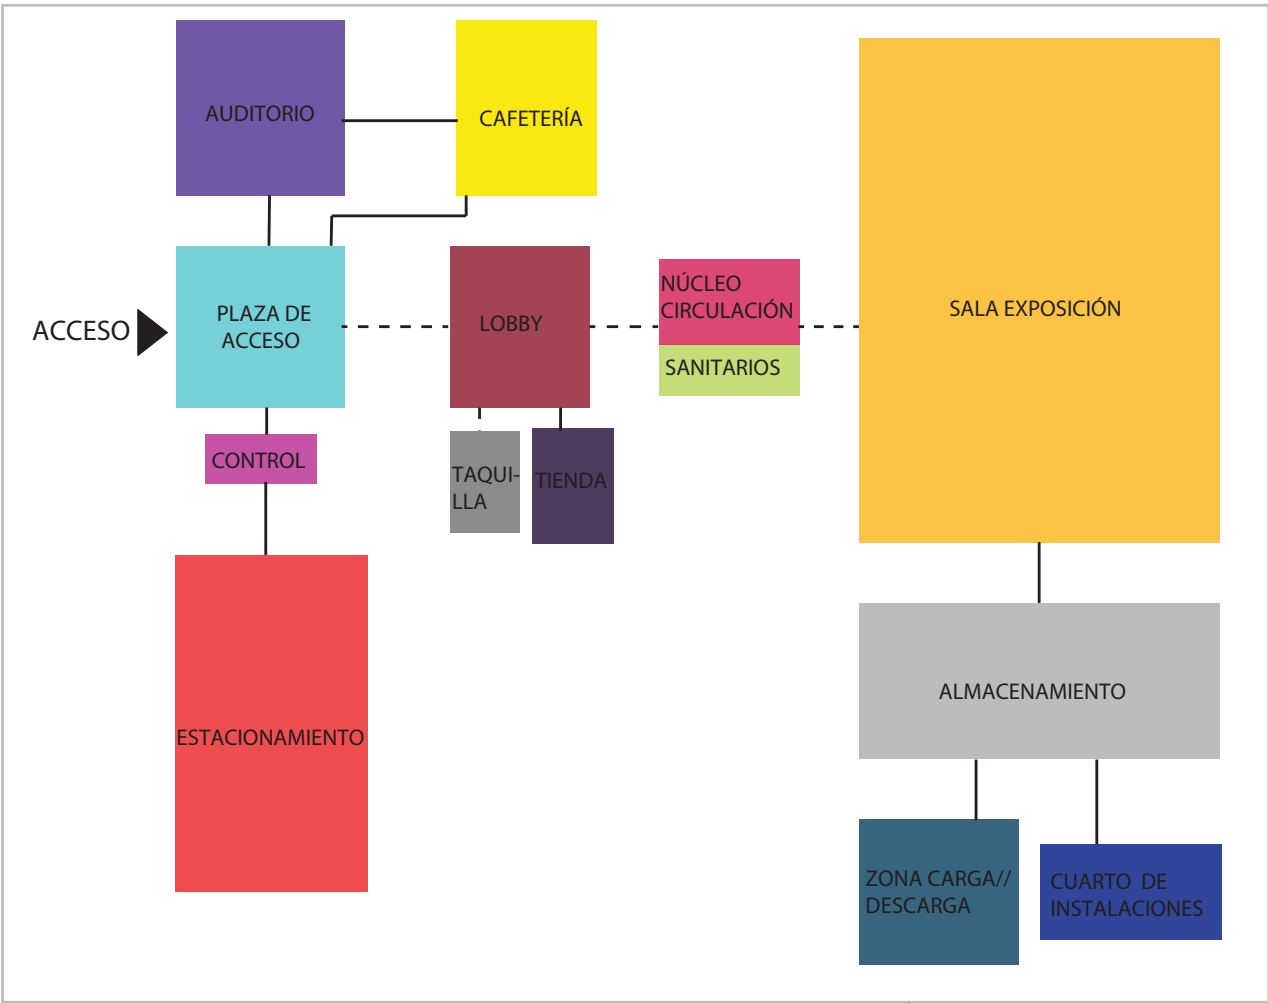 AUDITORIO
CAFETERÍA
ACCESO
PLAZA DE
ACCESO
LOBBY
NÚCLEO
CIRCULACIÓN
SANITARIOS
SALA EXPOSICIÓN
CONTROL
TAQUI-
LLA
TIENDA
ESTACIONAMIENTO
ALMACENAMIENTO
ZONA CARGA//
DESCARGA
CUARTO DE
INSTALACIONES